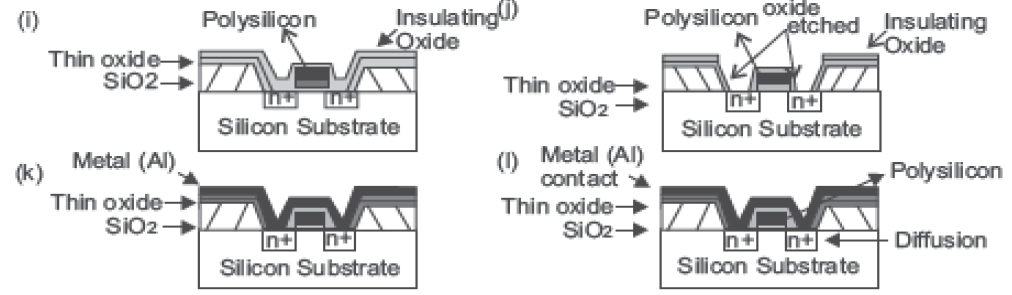 (i)
Polysilicon
Insulating
Oxide
Thin oxide
SiO2
n+ n+
Silicon Substrate
(j)
Polysilicon
oxide
etched
Insulating
Oxide
Thin oxide
SiO2
n+ n+
Silicon Substrate
(k)
Metal (Al)
Thin oxide
SiO2
n+ n+
Silicon Substrate
(l)
Metal (Al)
contact
Polysilicon
Thin oxide
SiO2
n+ n+
Diffusion
Silicon Substrate